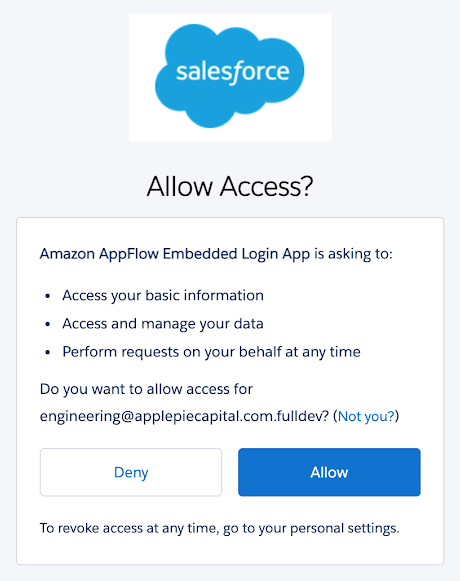 salesforce
Allow Access?
Amazon AppFlow Embedded Login App is asking to:
• Access your basic information
• Access and manage your data
• Perform requests on your behalf at any time
Do you want to allow access for
engineering@applepiecapital.com.fulldev? (Not you?)
Deny
Allow
To revoke access at any time, go to your personal settings.